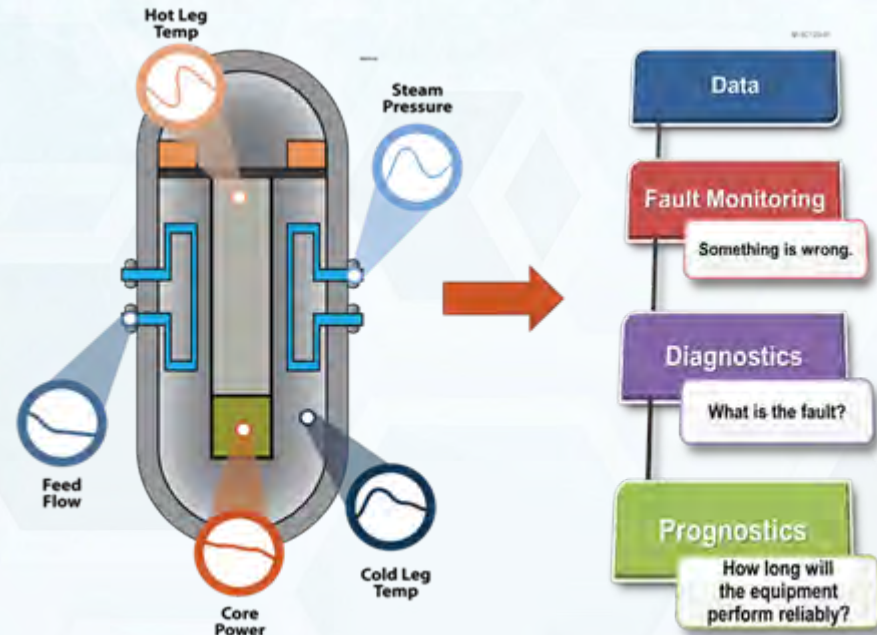 Hot Leg
Temp
Steam
Pressure
Feed
Flow
Core
Power
Cold Leg
Temp
Data
Fault Monitoring
Something is wrong.
Diagnostics
What is the fault?
Prognostics
How long will
the equipment
perform reliably?